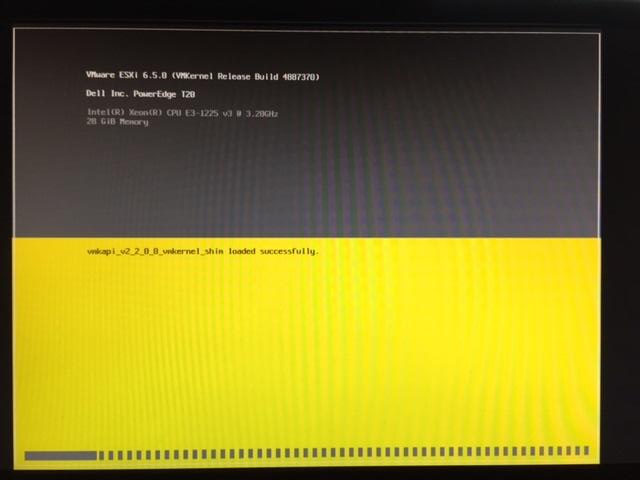 VMware ESXi 6.5.0 (VMKernel Release Build 4887370)
Dell Inc. PowerEdge T20
Intel(R) Xeon(R) CPU E3-1225 v3 @ 3.20GHz
20 GiB Memory
vmkapi_v2_2_0_0_vmkernel_shim loaded successfully.